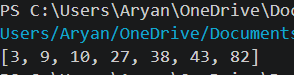 PS C:\Users\Aryan\OneDrive\Doc
Users/Aryan/OneDrive/Documents
[3, 9, 10, 27, 38, 43, 82]